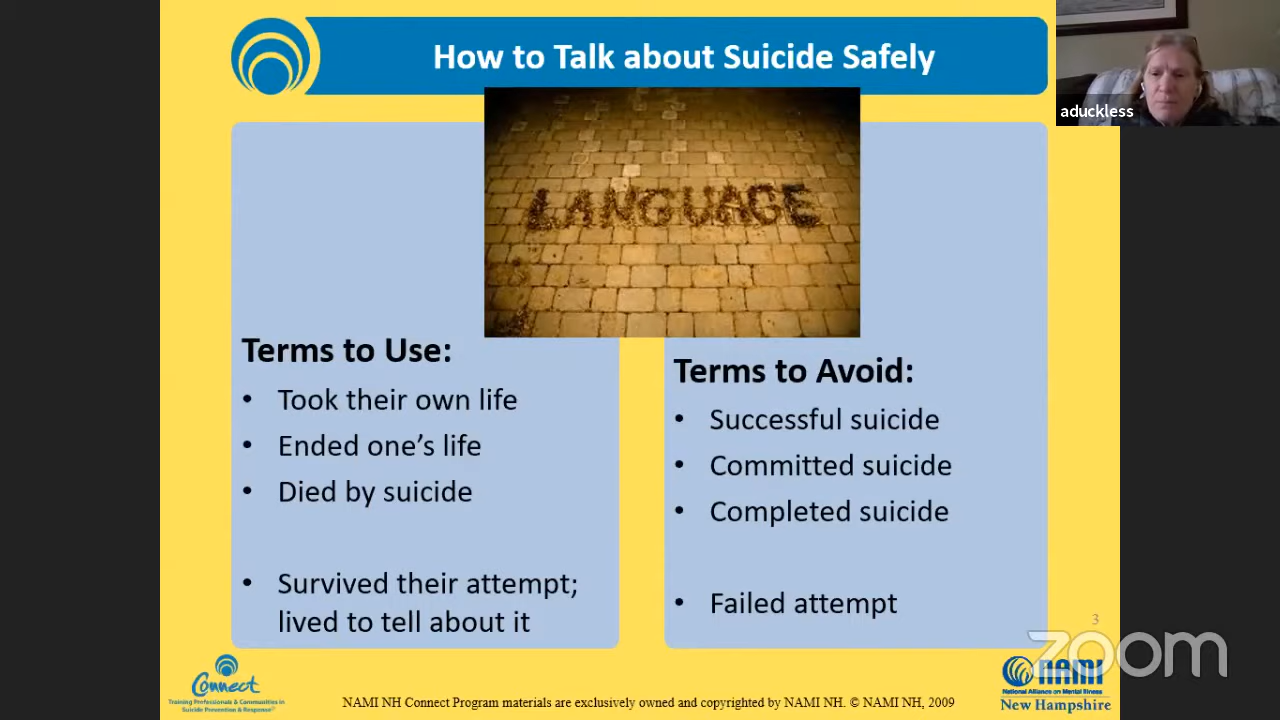 How to Talk about Suicide Safely
aduckless
LANGUAGE
Terms to Use:
• Took their own life
• Ended one's life
• Died by suicide
• Survived their attempt;
lived to tell about it
Terms to Avoid:
• Successful suicide
• Committed suicide
• Completed suicide
• Failed attempt
3
zoom
Connect
Training Professionals & Communities in
Suicide Prevention & Response
NAMI NH Connect Program materials are exclusively owned and copyrighted by NAMI NH. © NAMI NH, 2009
NAMI
National Alliance on Mental Illness
New Hampshire